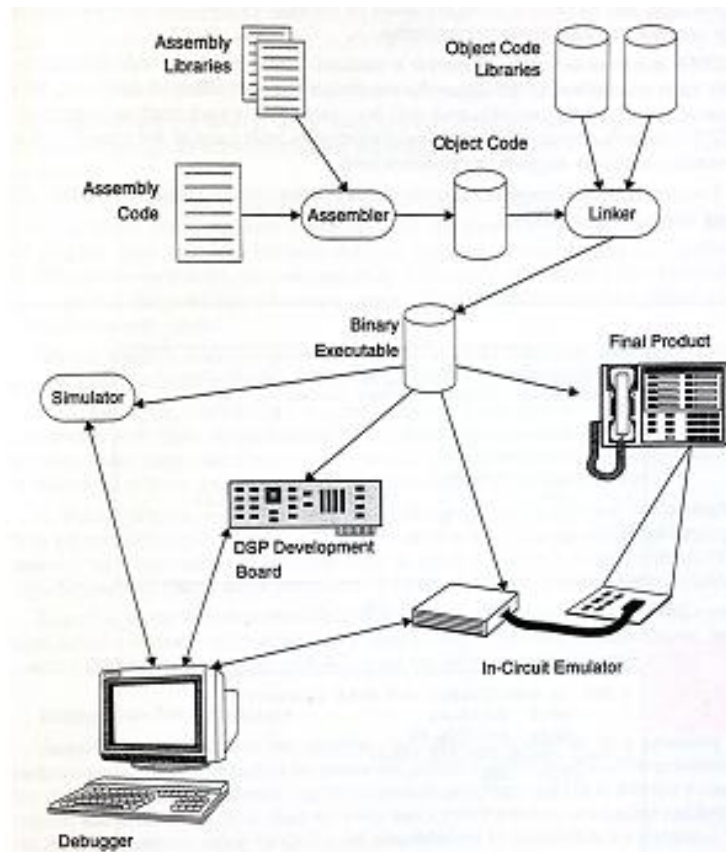 Assembly
Libraries
Object Code
Libraries
Object Code
Assembly
Code
Assembler
Linker
Binary
Executable
Final Product
Simulator
DSP Development
Board
In-Circuit Emulator
Debugger